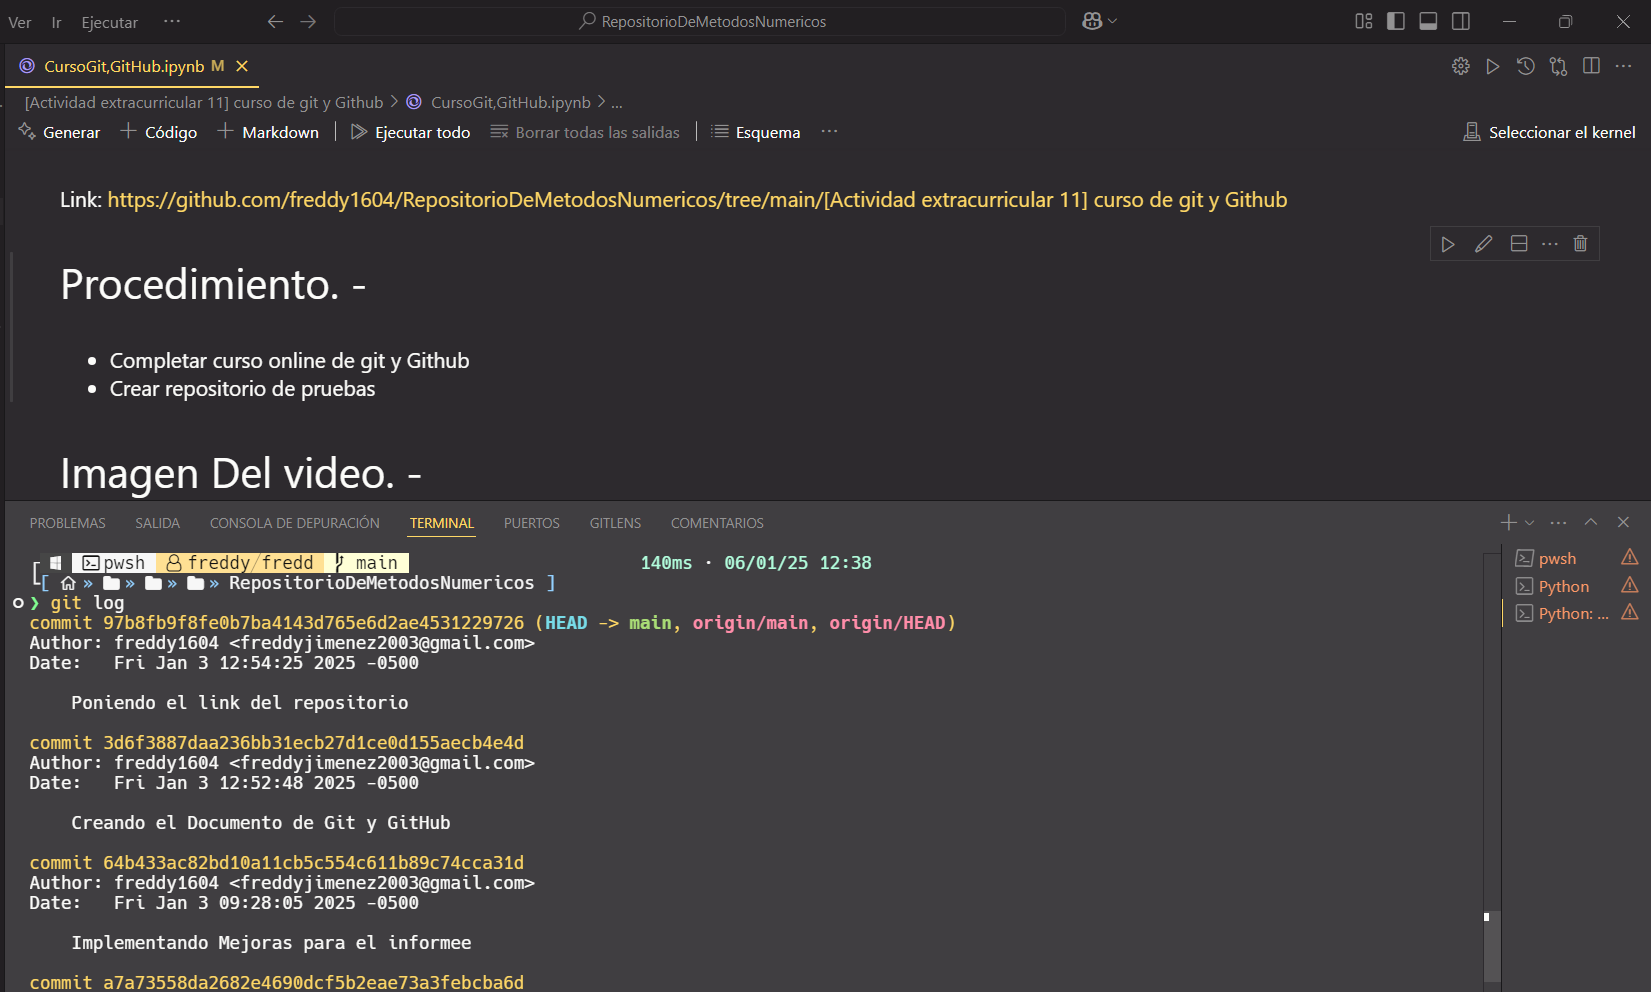 Ver Ir Ejecutar ··· RepositorioDeMetodosNumericos
CursoGit,GitHub.ipynb M
[Actividad extracurricular 11] curso de git y Github > CursoGit,GitHub.ipynb > ...
Generar + Código + Markdown Ejecutar todo Borrar todas las salidas Esquema ··· Seleccionar el kernel
Link: https://github.com/freddy1604/RepositorioDeMetodosNumericos/tree/main/[Actividad extracurricular 11] curso de git y Github
Procedimiento. -
• Completar curso online de git y Github
• Crear repositorio de pruebas
Imagen Del video. -
PROBLEMAS SALIDA CONSOLA DE DEPURACIÓN TERMINAL PUERTOS GITLENS COMENTARIOS
pwsh freddy/fredd main 140ms · 06/01/25 12:38
[ » » » » RepositorioDeMetodosNumericos ]
❯ git log
commit 97b8fb9f8fe0b7ba4143d765e6d2ae4531229726 (HEAD -> main, origin/main, origin/HEAD)
Author: freddy1604 <freddyjimenez2003@gmail.com>
Date: Fri Jan 3 12:54:25 2025 -0500
Poniendo el link del repositorio
commit 3d6f3887daa236bb31ecb27d1ce0d155aecb4e4d
Author: freddy1604 <freddyjimenez2003@gmail.com>
Date: Fri Jan 3 12:52:48 2025 -0500
Creando el Documento de Git y GitHub
commit 64b433ac82bd10a11cb5c554c611b89c74cca31d
Author: freddy1604 <freddyjimenez2003@gmail.com>
Date: Fri Jan 3 09:28:05 2025 -0500
Implementando Mejoras para el informee
commit a7a73558da2682e4690dcf5b2eae73a3febcba6d
pwsh
Python
Python: ...